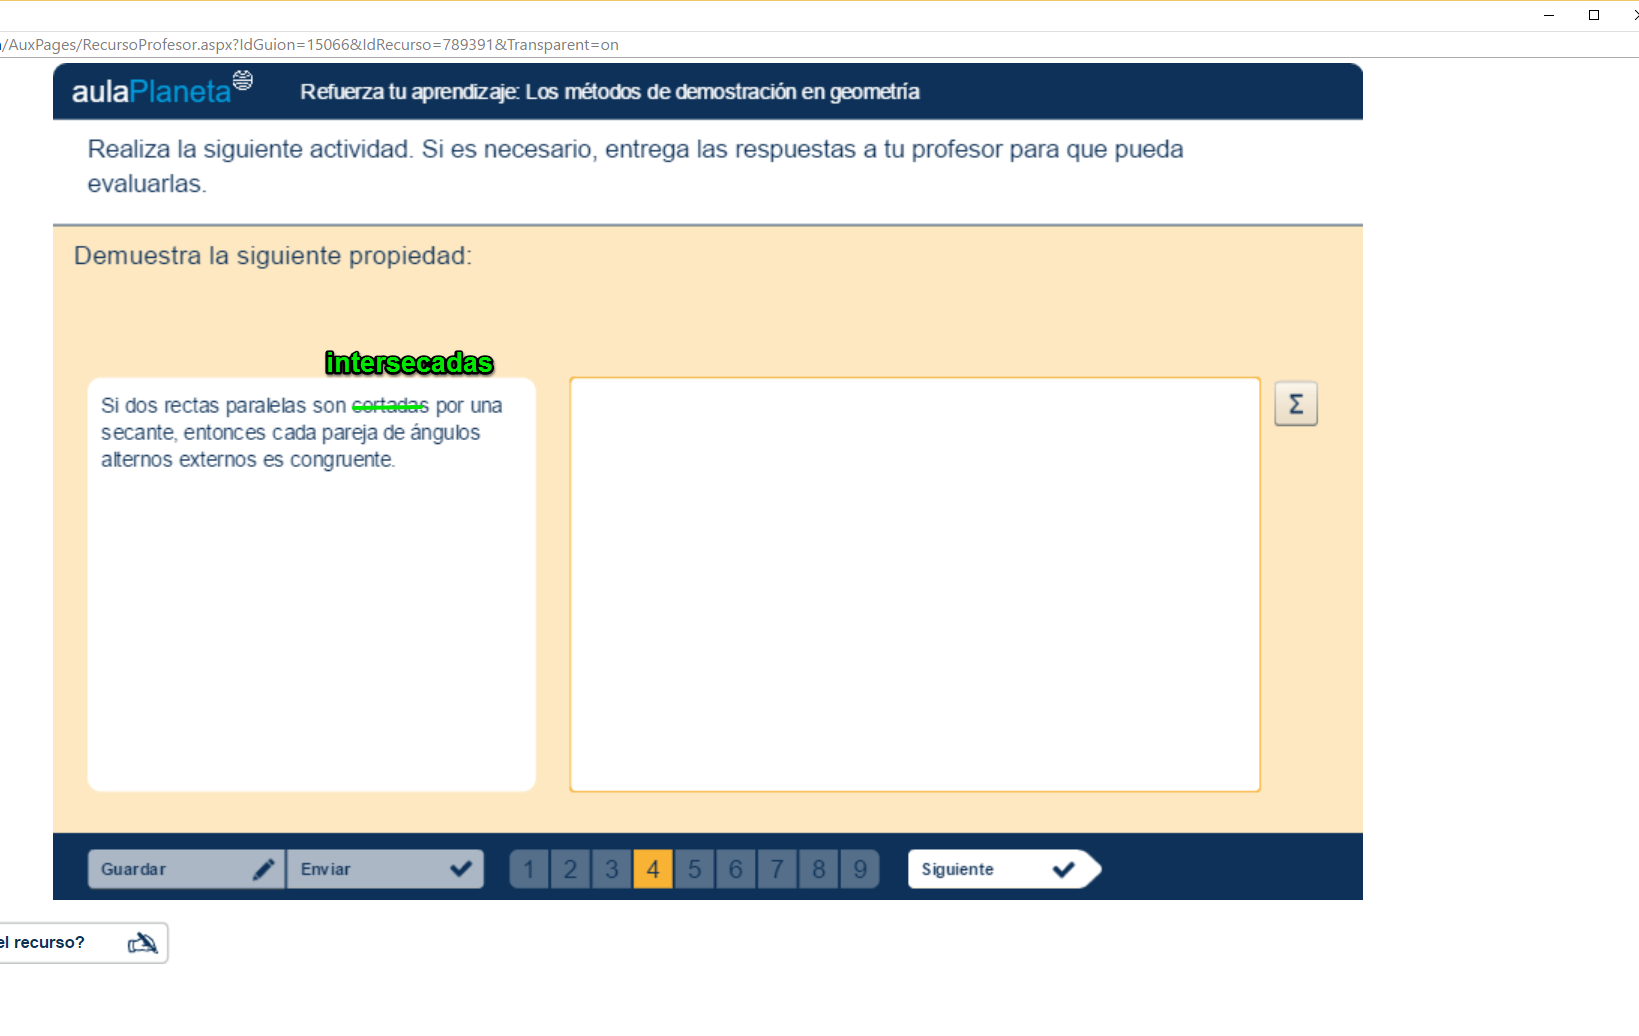 /AuxPages/RecursoProfesor.aspx?IdGuion=15066&IdRecurso=789391&Transparent=on
aulaPlaneta
Refuerza tu aprendizaje: Los métodos de demostración en geometría
Realiza la siguiente actividad. Si es necesario, entrega las respuestas a tu profesor para que pueda
evaluarlas.
Demuestra la siguiente propiedad:
intersecadas
Si dos rectas paralelas son cortadas por una
secante, entonces cada pareja de ángulos
alternos externos es congruente.
Σ
Guardar
Enviar
1 2 3 4 5 6 7 8 9
Siguiente
el recurso?